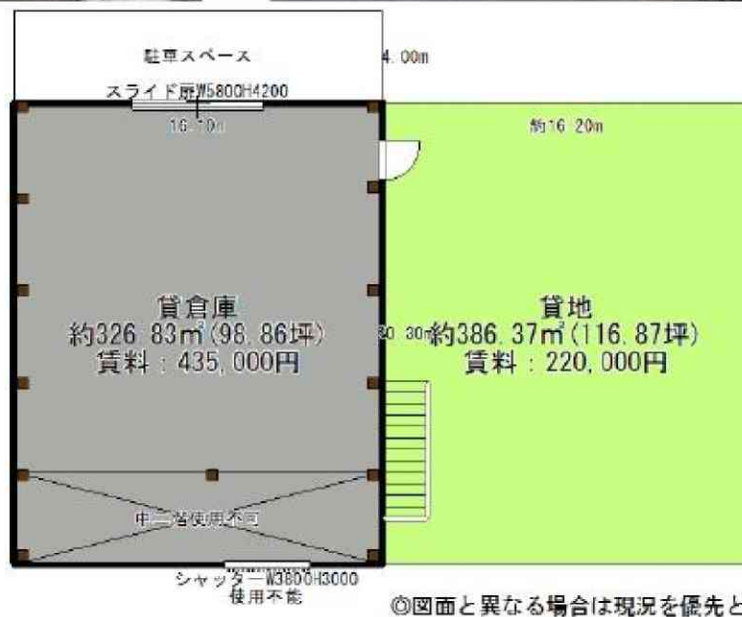 駐車スペース
4.00m
スライド扉W5800H4200
16.10m
約16.20m
貸倉庫
約326.83㎡(98.86坪)
賃料：435,000円
貸地
約386.37㎡(116.87坪)
賃料：220,000円
中二階使用不可
シャッターW3800H3000
使用不能
◎図面と異なる場合は現況を優先と